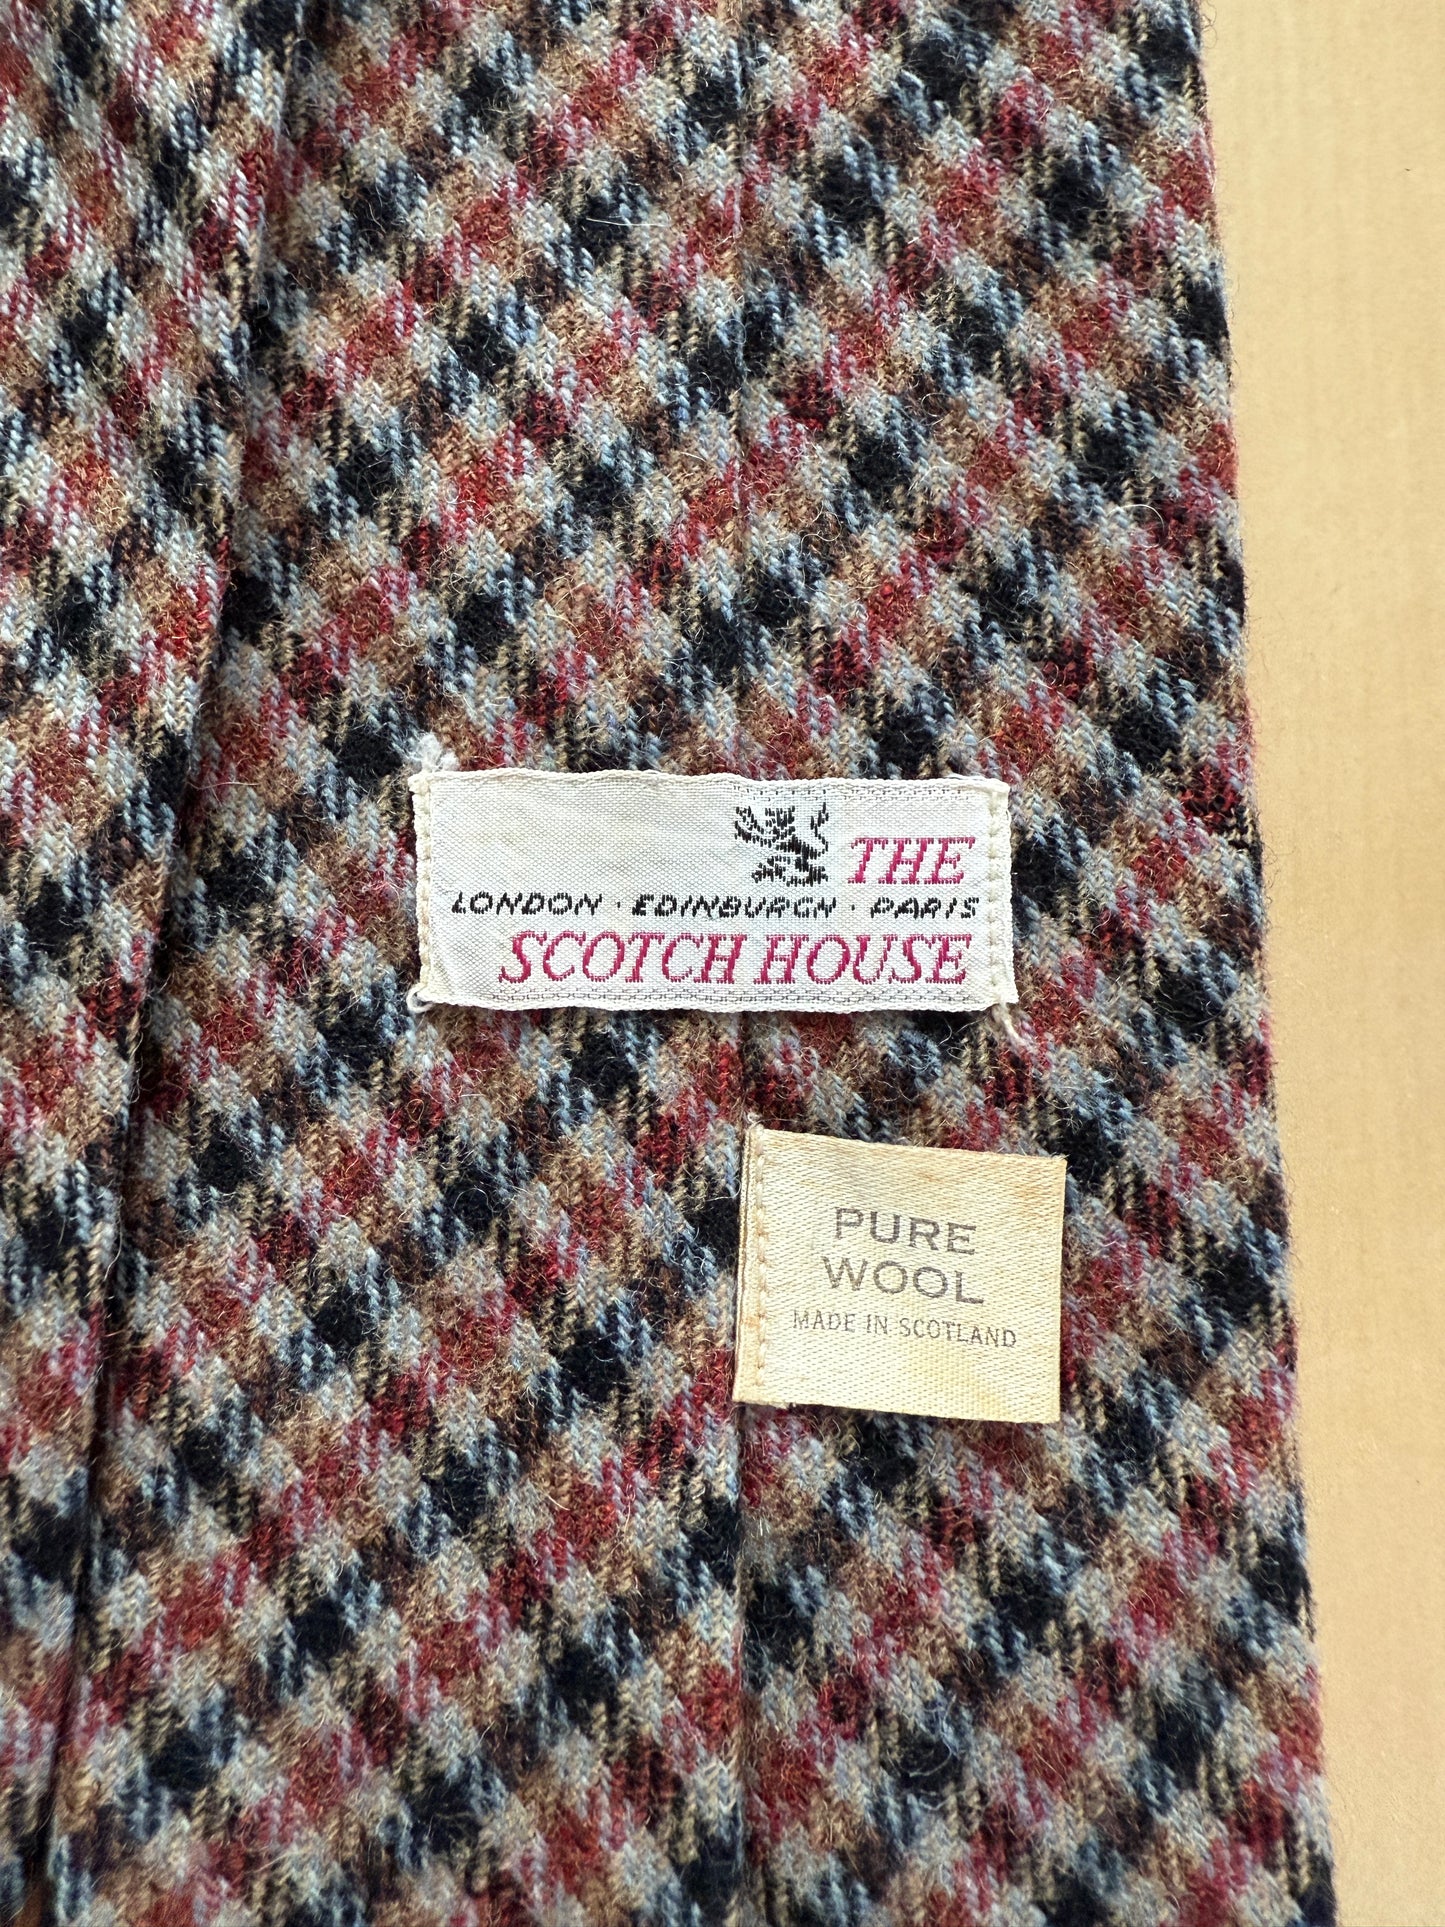 THE
LONDON · EDINBURGH · PARIS
SCOTCH HOUSE
PURE
WOOL
MADE IN SCOTLAND